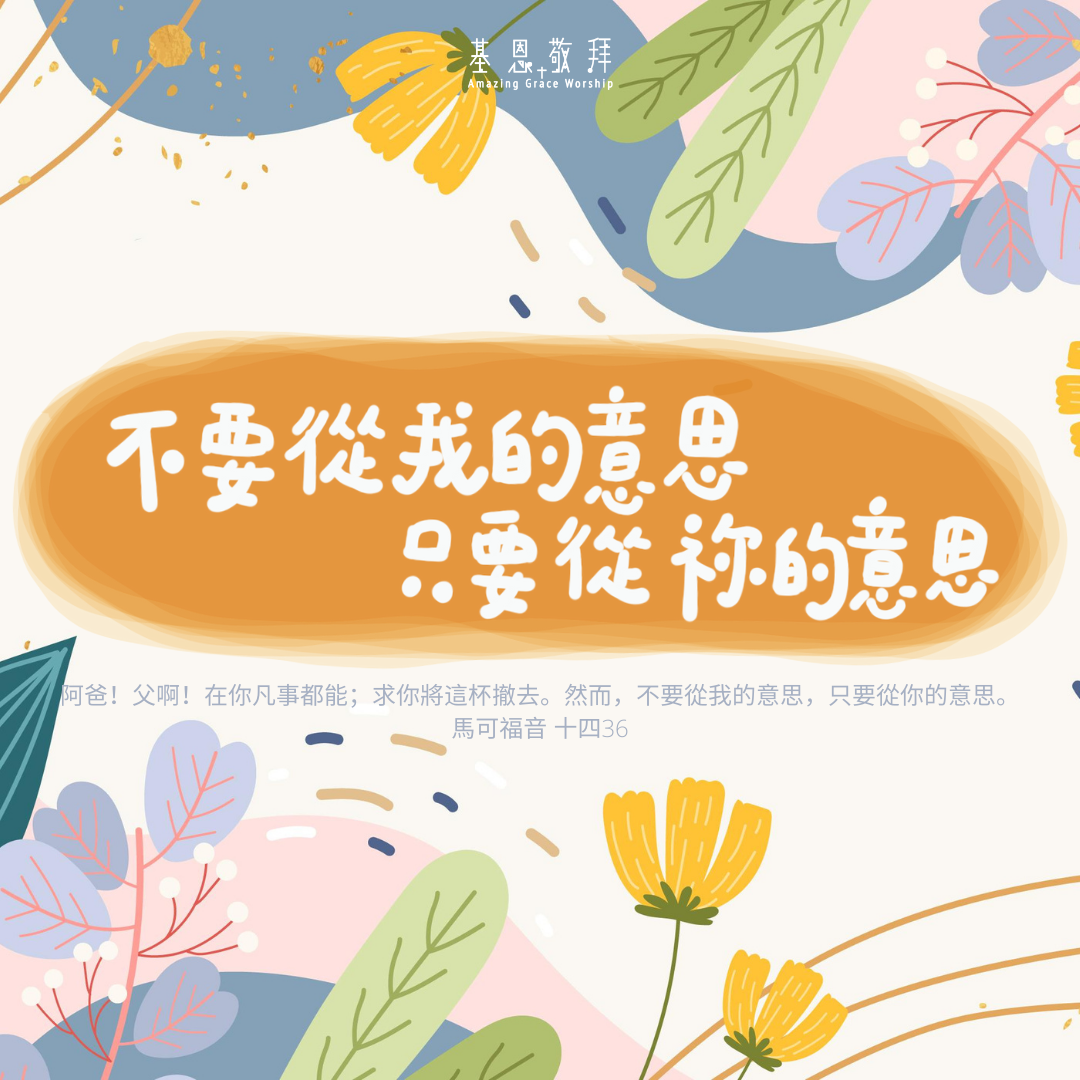 基恩敬拜
Amazing Grace Worship
不要從我的意思
只要從祢的意思
阿爸！父啊！在你凡事都能；求你將這杯撤去。然而，不要從我的意思，只要從你的意思。
馬可福音 十四36